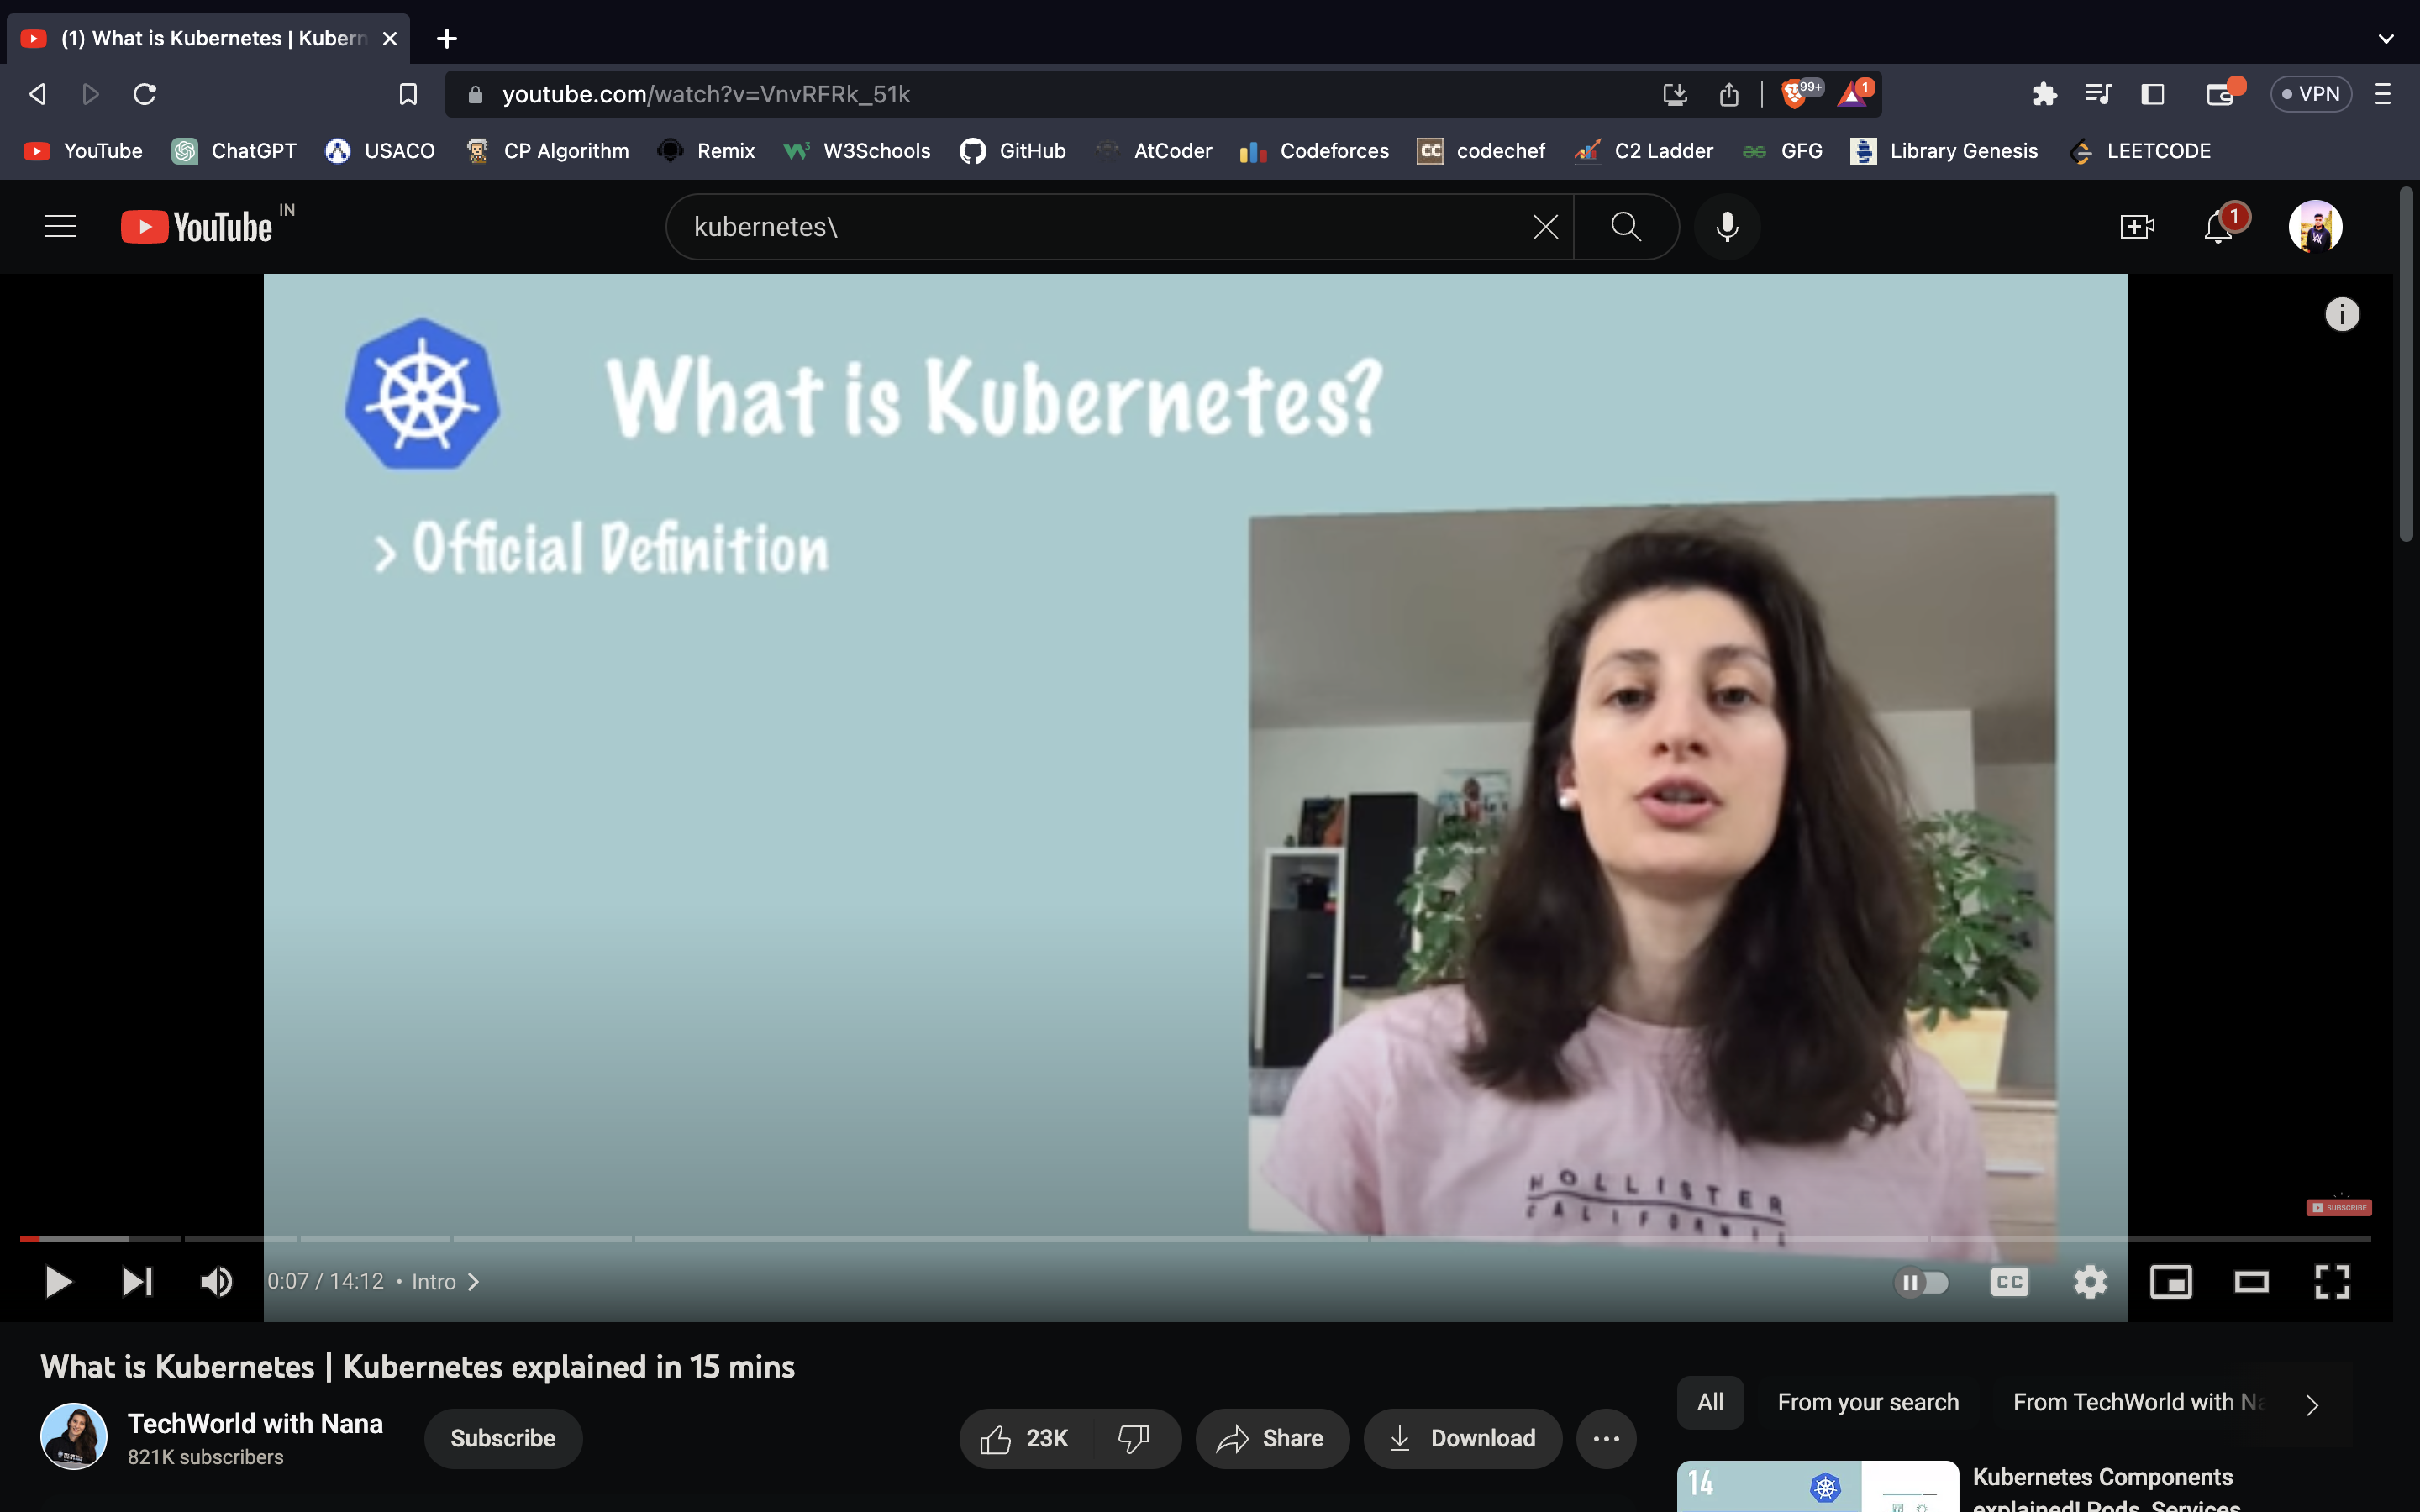 (1) What is Kubernetes | Kubern
youtube.com/watch?v=VnvRFRk_51k
99+
1
VPN
YouTube
ChatGPT
USACO
CP Algorithm
Remix
W3Schools
GitHub
AtCoder
Codeforces
CC codechef
C2 Ladder
GFG
Library Genesis
LEETCODE
YouTube IN
kubernetes\
1
What is Kubernetes?
> Official Definition
HOLLISTER
CALIFORNIA
SUBSCRIBE
0:07 / 14:12 • Intro >
CC
What is Kubernetes | Kubernetes explained in 15 mins
TechWorld with Nana
821K subscribers
Subscribe
23K
Share
Download
All
From your search
From TechWorld with Na
14
Kubernetes Components
explained! Pods, Services